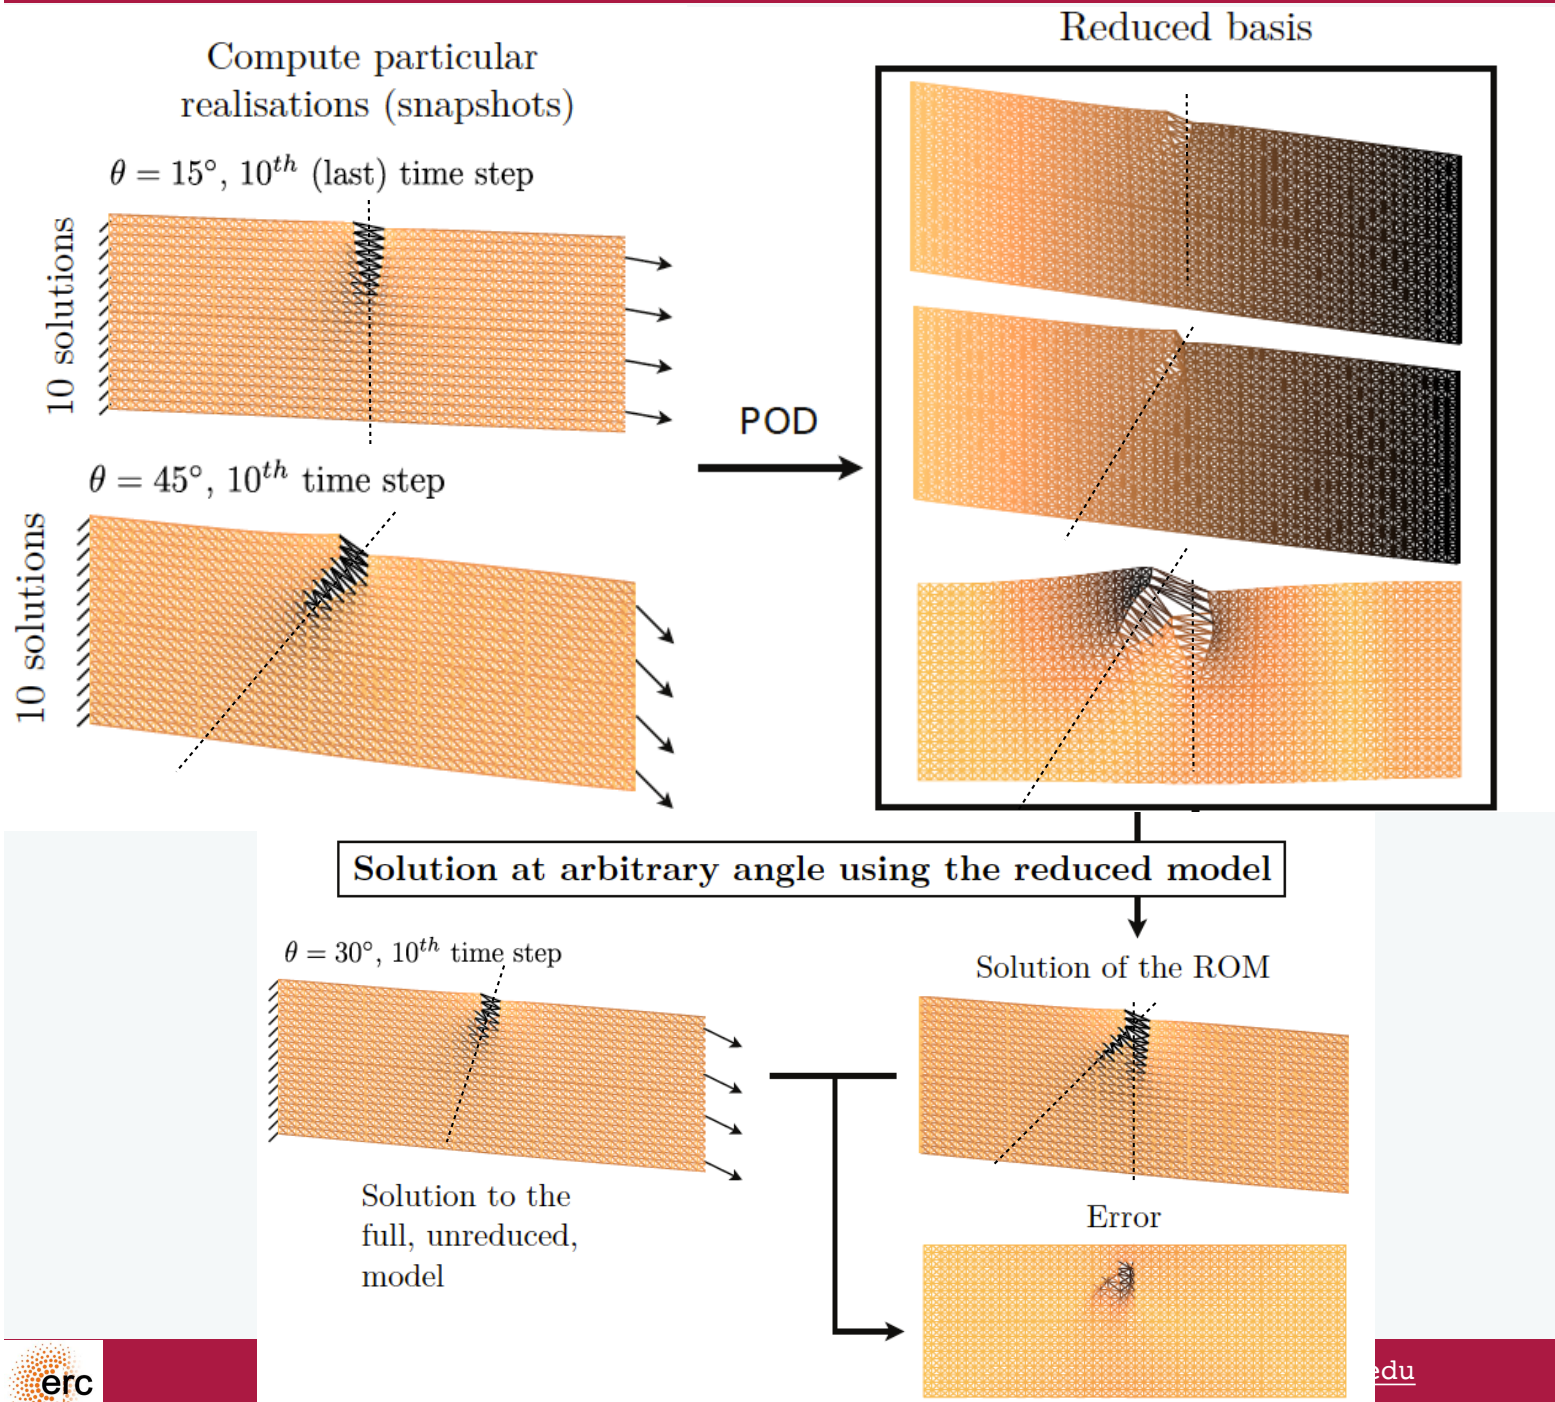 Compute particular
realisations (snapshots)
θ = 15°, 10th (last) time step
10 solutions
θ = 45°, 10th time step
10 solutions
POD
Reduced basis
Solution at arbitrary angle using the reduced model
θ = 30°, 10th time step
Solution to the
full, unreduced,
model
Solution of the ROM
Error
erc
edu